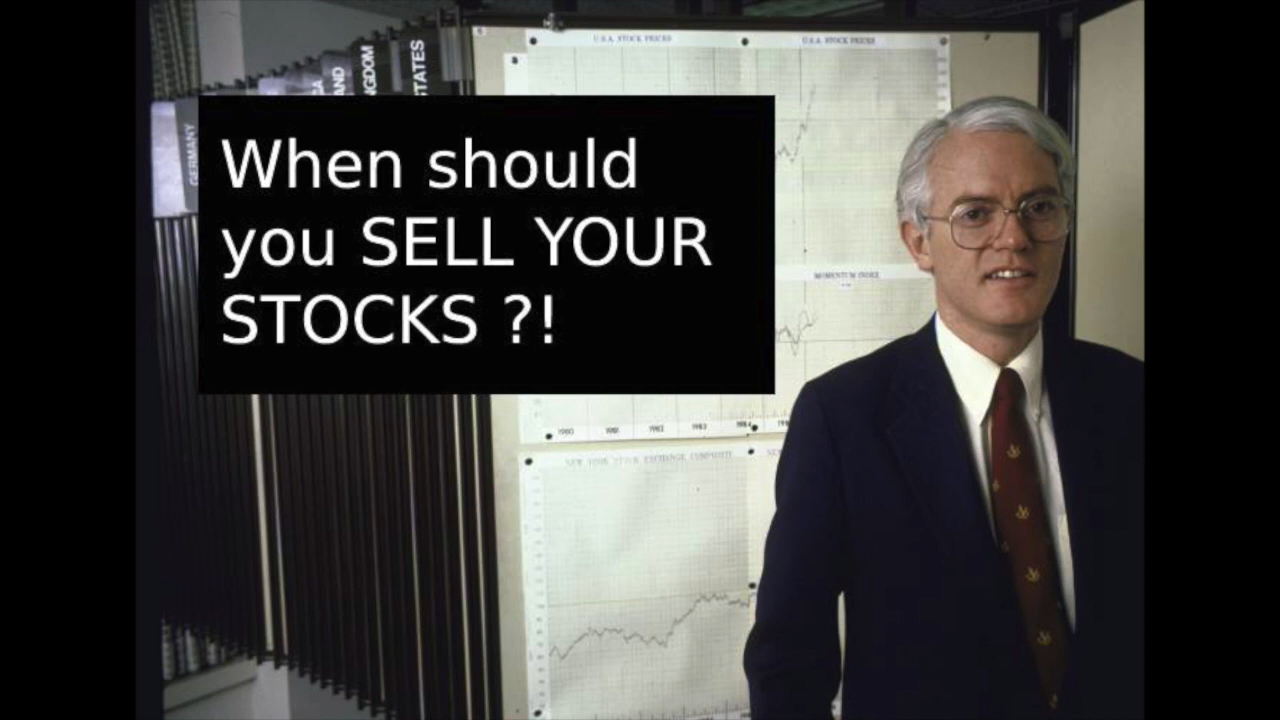 U.S.A. STOCK PRICES
U.S.A. STOCK PRICES
STATES
GERMANY
When should
you SELL YOUR
STOCKS ?!
MOMENTUM INDEX
1980 1981 1982 1983 1984
NEW YORK STOCK EXCHANGE COMPOSITE